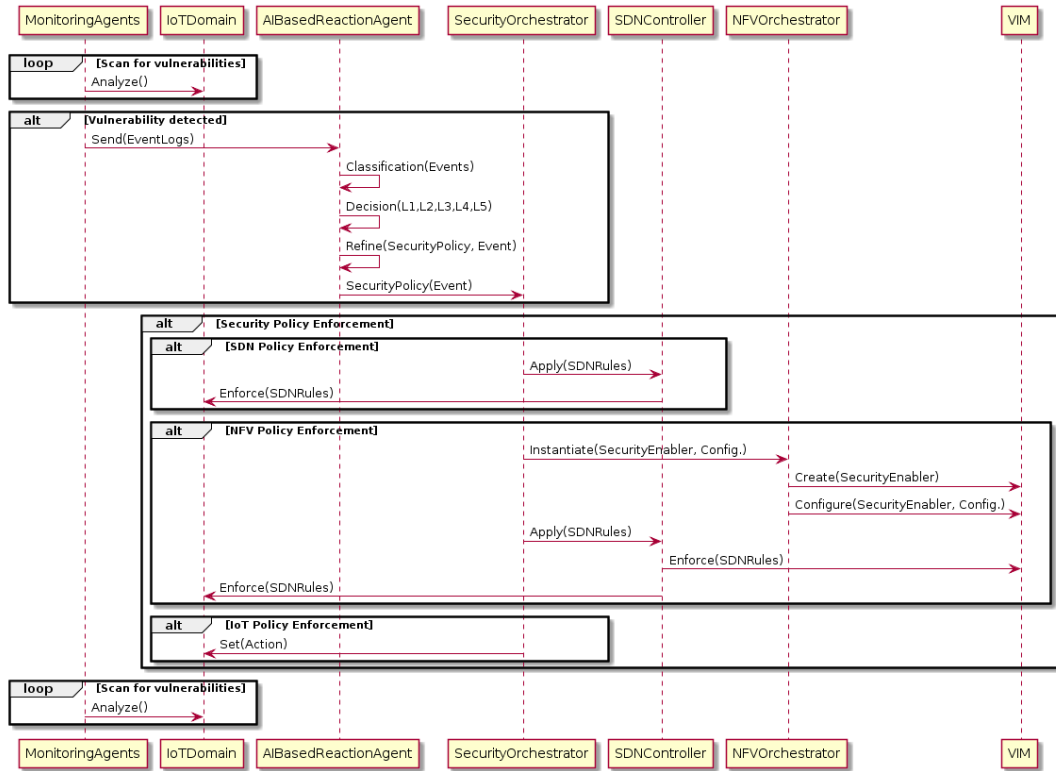 MonitoringAgents IoTDomain AIBasedReactionAgent SecurityOrchestrator SDNController NFVOrchestrator VIM
loop [Scan for vulnerabilities]
Analyze()
alt [Vulnerability detected]
Send(EventLogs)
Classification(Events)
Decision(L1,L2,L3,L4,L5)
Refine(SecurityPolicy, Event)
SecurityPolicy(Event)
alt [Security Policy Enforcement]
alt [SDN Policy Enforcement]
Apply(SDNRules)
Enforce(SDNRules)
alt [NFV Policy Enforcement]
Instantiate(SecurityEnabler, Config.)
Create(SecurityEnabler)
Configure(SecurityEnabler, Config.)
Apply(SDNRules)
Enforce(SDNRules)
Enforce(SDNRules)
alt [IoT Policy Enforcement]
Set(Action)
loop [Scan for vulnerabilities]
Analyze()
MonitoringAgents IoTDomain AIBasedReactionAgent SecurityOrchestrator SDNController NFVOrchestrator VIM